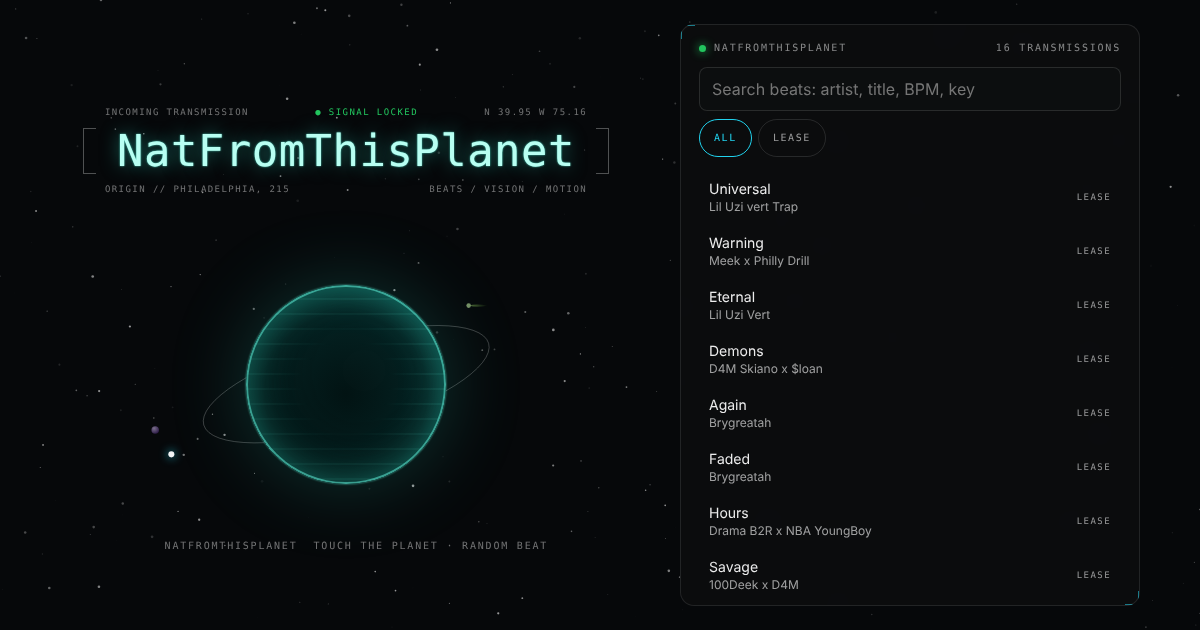 INCOMING TRANSMISSION
SIGNAL LOCKED
N 39.95 W 75.16
NatFromThisPlanet
ORIGIN // PHILADELPHIA, 215
BEATS / VISION / MOTION
NATFROMTHISPLANET TOUCH THE PLANET · RANDOM BEAT
NATFROMTHISPLANET
16 TRANSMISSIONS
Search beats: artist, title, BPM, key
ALL
LEASE
Universal
Lil Uzi vert Trap
LEASE
Warning
Meek x Philly Drill
LEASE
Eternal
Lil Uzi Vert
LEASE
Demons
D4M Skiano x $loan
LEASE
Again
Brygreatah
LEASE
Faded
Brygreatah
LEASE
Hours
Drama B2R x NBA YoungBoy
LEASE
Savage
100Deek x D4M
LEASE